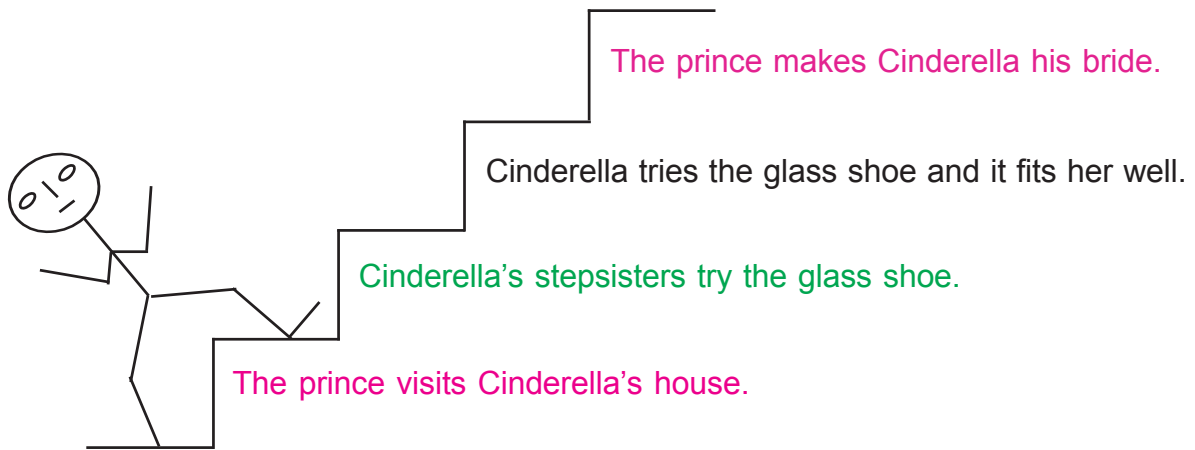 The prince makes Cinderella his bride.
Cinderella tries the glass shoe and it fits her well.
Cinderella’s stepsisters try the glass shoe.
The prince visits Cinderella’s house.